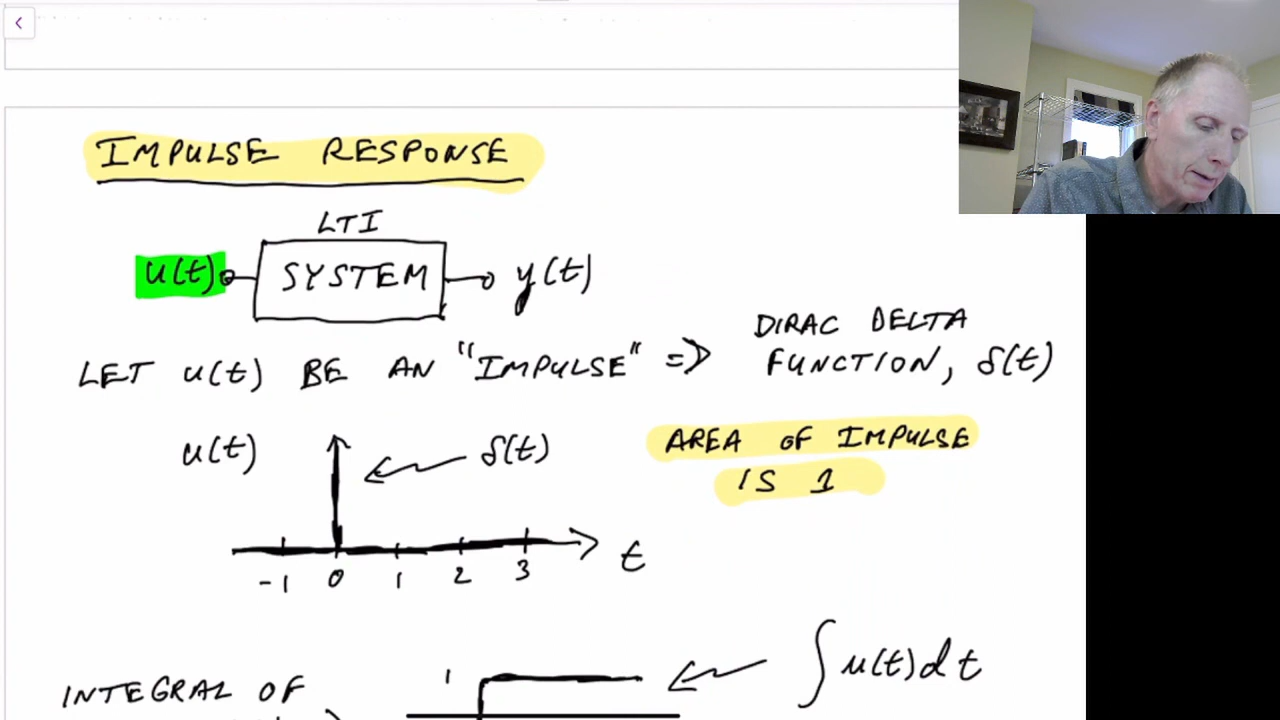 IMPULSE RESPONSE
LTI
u(t) SYSTEM y(t)
LET u(t) BE AN "IMPULSE" => DIRAC DELTA
FUNCTION, δ(t)
u(t) δ(t) AREA OF IMPULSE
IS 1
t
-1 0 1 2 3
∫u(t)dt
1
INTEGRAL OF